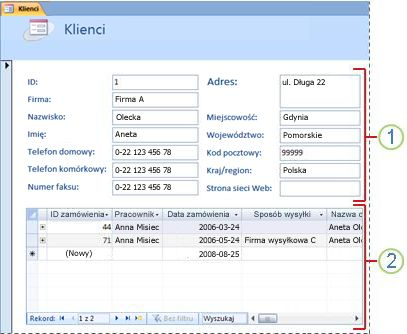 Klienci
Klienci
ID: 1 Adres: ul. Długa 22
Firma: Firma A
Nazwisko: Olecka Miejscowość: Gdynia
Imię: Aneta Województwo: Pomorskie
Telefon domowy: 0-22 123 456 78 Kod pocztowy: 99999
Telefon komórkowy: 0-22 123 456 78 Kraj/region: Polska
Numer faksu: 0-22 123 456 78 Strona sieci Web:
1
ID zamówienia Pracownik Data zamówienia Sposób wysyłki Nazwa o
44 Anna Misiec 2006-03-24 Aneta Ole
71 Anna Misiec 2006-05-24 Firma wysyłkowa C Aneta Ole
(Nowy) 2008-08-25
2
Rekord: 1 z 2 Bez filtru Wyszukaj